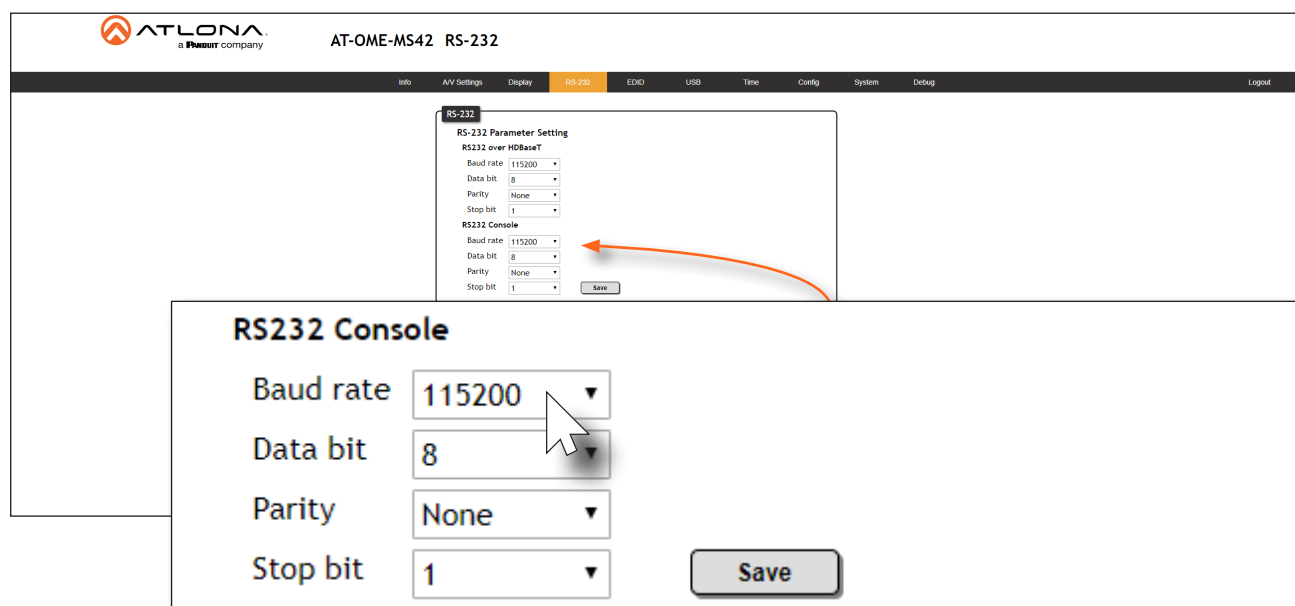 ATLONA.
a PANDUIT company
AT-OME-MS42 RS-232
Info A/V Settings Display RS-232 EDID USB Time Config System Debug Logout
RS-232
RS-232 Parameter Setting
RS232 over HDBaseT
Baud rate 115200
Data bit 8
Parity None
Stop bit 1
RS232 Console
Baud rate 115200
Data bit 8
Parity None
Stop bit 1 Save
RS232 Console
Baud rate 115200
Data bit 8
Parity None
Stop bit 1 Save